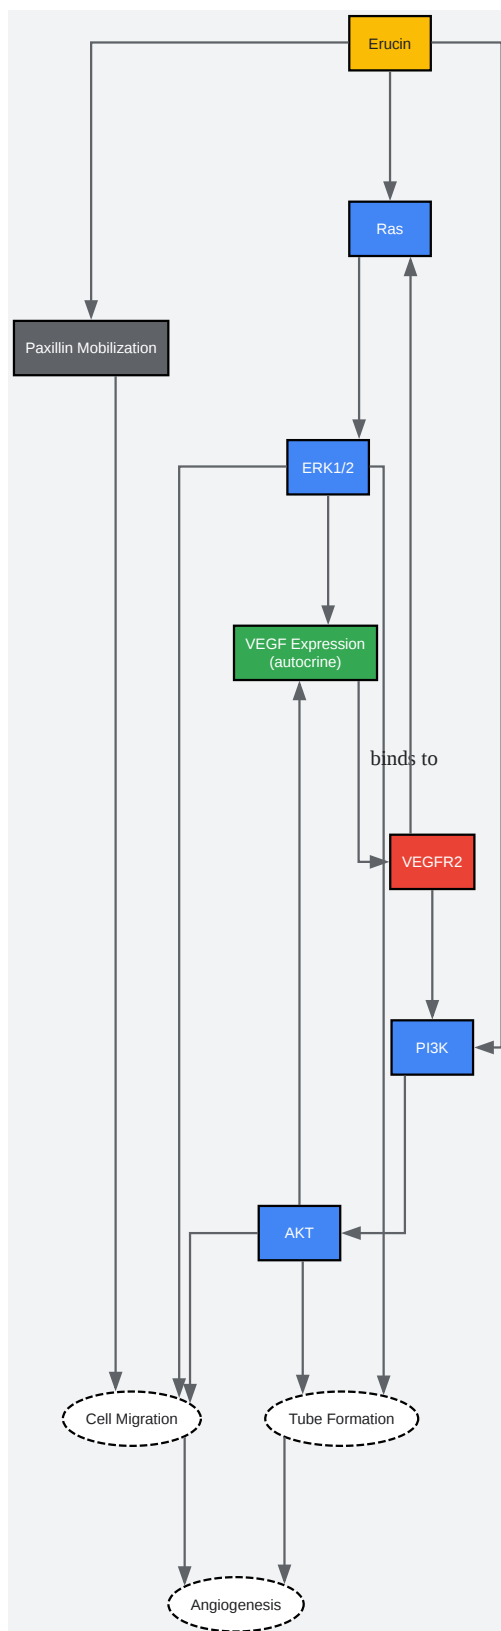 Erucin
Ras
Paxillin Mobilization
ERK1/2
VEGF Expression
(autocrine)
binds to
VEGFR2
PI3K
AKT
Cell Migration
Tube Formation
Angiogenesis